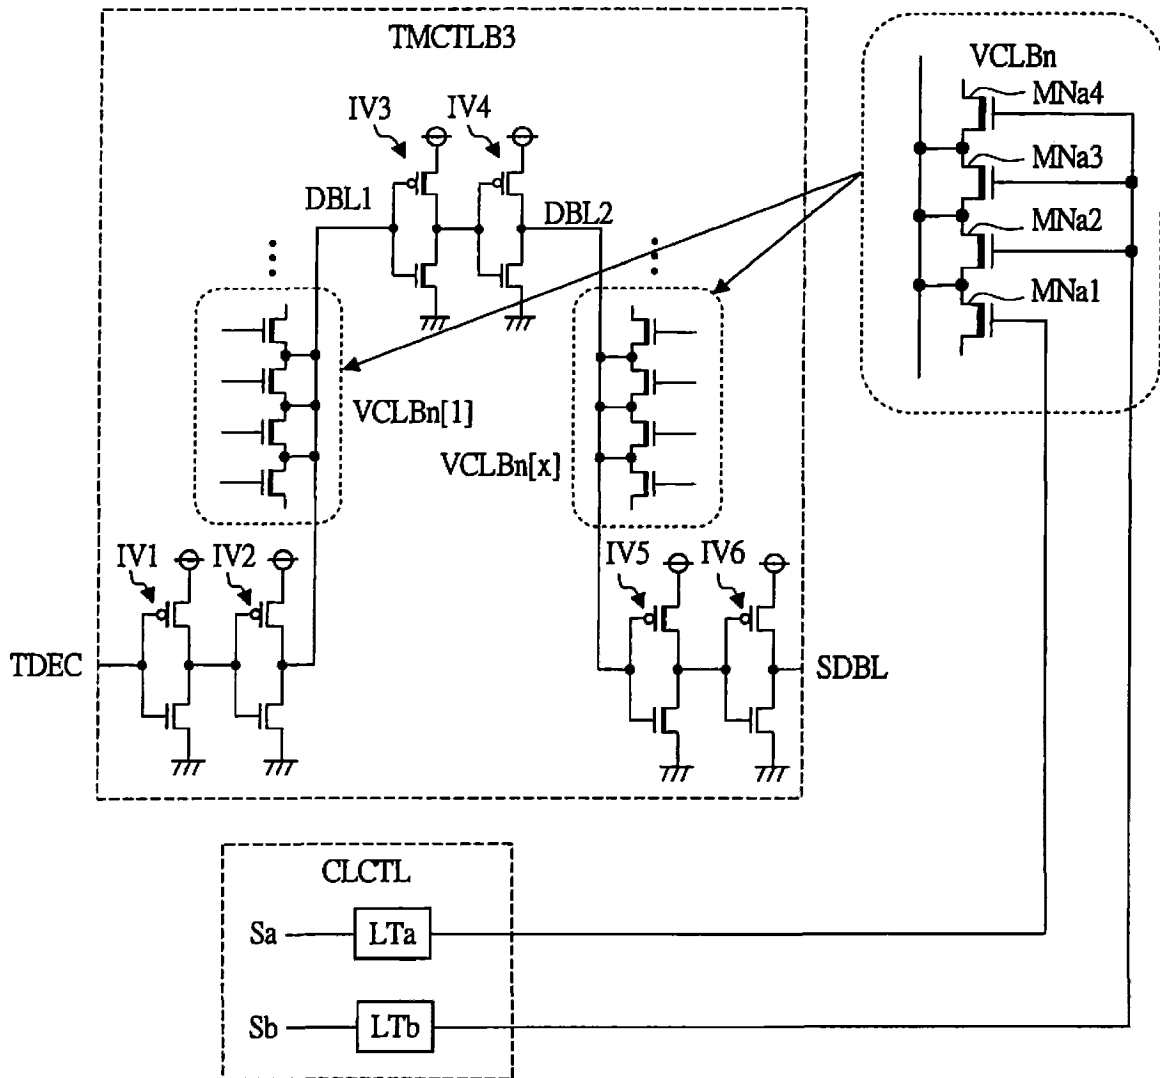 TMCTLB3
VCLBn
IV3
IV4
MNa4
MNa3
DBL1
DBL2
MNa2
MNa1
VCLBn[1]
VCLBn[x]
IV1
IV2
IV5
IV6
TDEC
SDBL
CLCTL
Sa
LTa
Sb
LTb